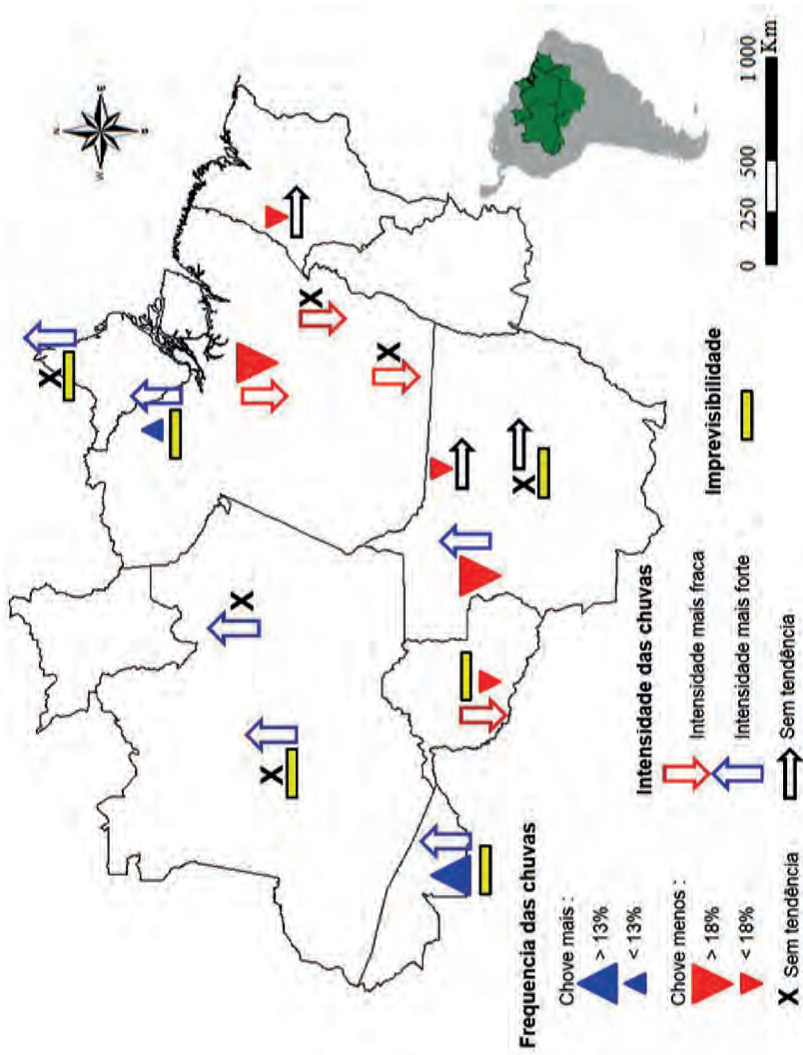 N
W
E
S
X
X
X
X
X
X
Frequencia das chuvas
Chove mais :
> 13%
< 13%
Chove menos :
> 18%
< 18%
X Sem tendência
Intensidade das chuvas
Intensidade mais fraca
Intensidade mais forte
Sem tendência
Imprevisibilidade
0 250 500 1 000
Km